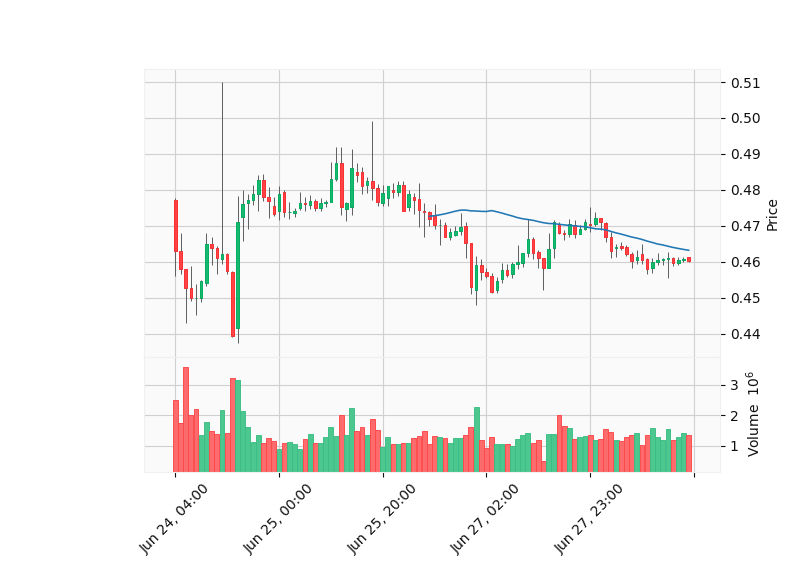 0.51
0.50
0.49
0.48
0.47
0.46
0.45
0.44
Price
3
2
1
Volume 10^6
Jun 24, 04:00
Jun 25, 00:00
Jun 25, 20:00
Jun 27, 02:00
Jun 27, 23:00